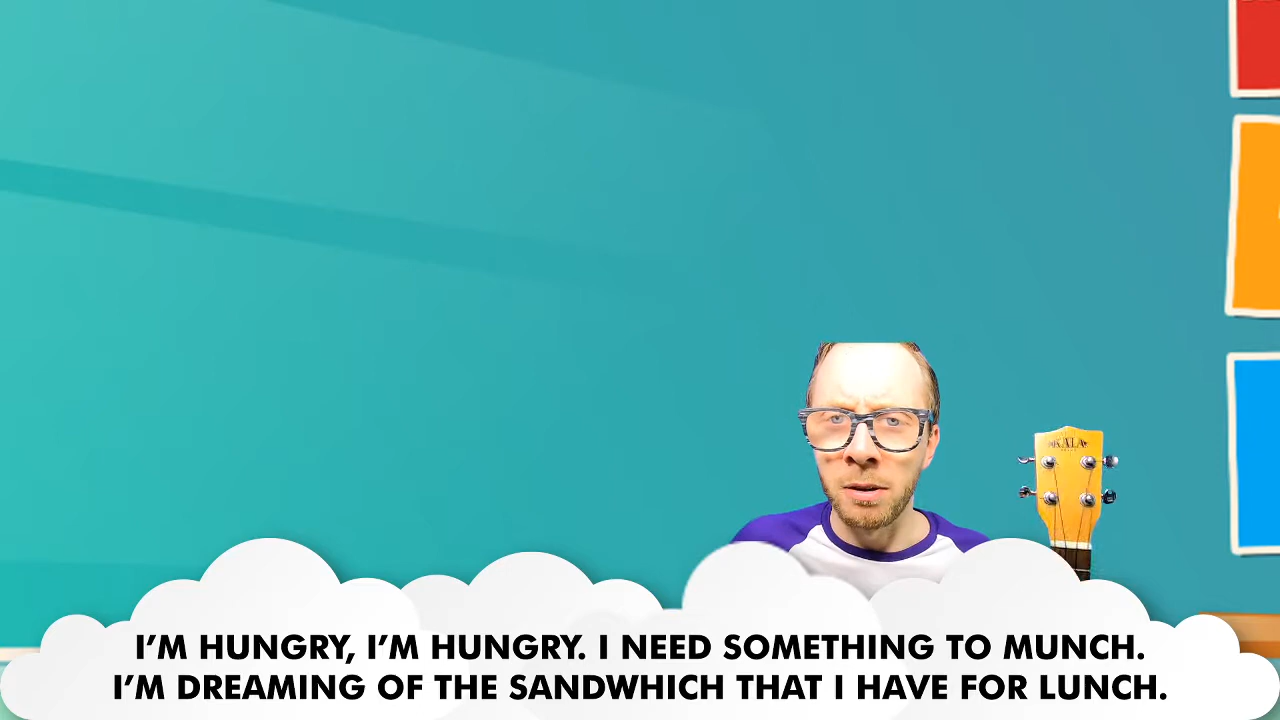 KALA
I'M HUNGRY, I'M HUNGRY. I NEED SOMETHING TO MUNCH.
I'M DREAMING OF THE SANDWHICH THAT I HAVE FOR LUNCH.